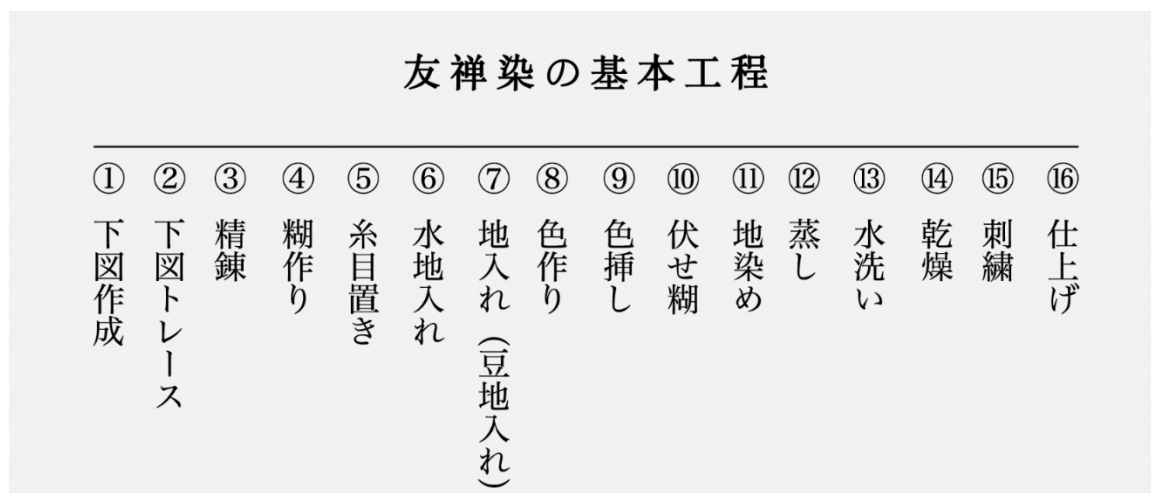 友禅染の基本工程
① 下図作成
② 下図トレース
③ 精錬
④ 糊作り
⑤ 糸目置き
⑥ 水地入れ
⑦ 地入れ（豆地入れ）
⑧ 色作り
⑨ 色挿し
⑩ 伏せ糊
⑪ 地染め
⑫ 蒸し
⑬ 水洗い
⑭ 乾燥
⑮ 刺繍
⑯ 仕上げ